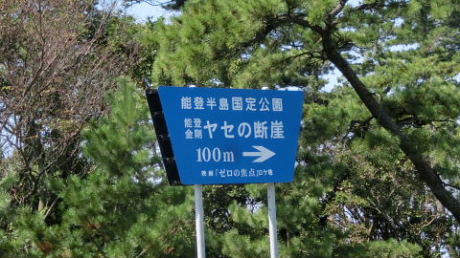 能登半島国定公園
能登金剛 ヤセの断崖
100m →
映画「ゼロの焦点」ロケ地